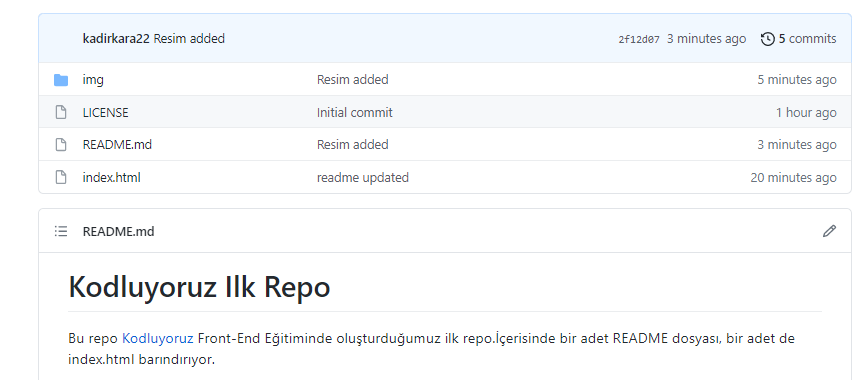 kadirkara22 Resim added 2f12d07 3 minutes ago 5 commits
img Resim added 5 minutes ago
LICENSE Initial commit 1 hour ago
README.md Resim added 3 minutes ago
index.html readme updated 20 minutes ago
README.md
Kodluyoruz Ilk Repo
Bu repo Kodluyoruz Front-End Eğitiminde oluşturduğumuz ilk repo.İçerisinde bir adet README dosyası, bir adet de
index.html barındırıyor.